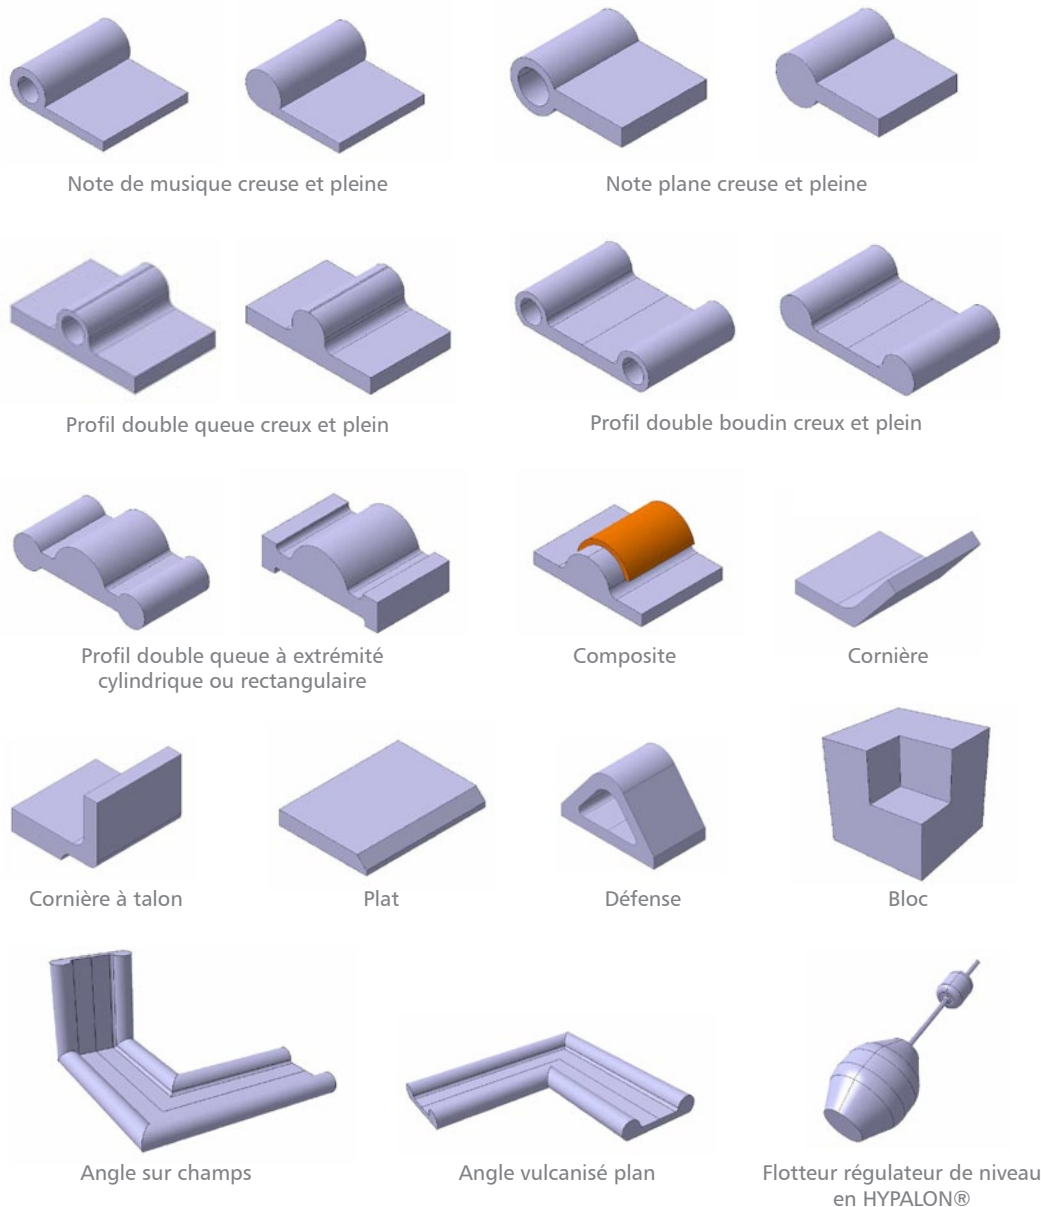 Note de musique creuse et pleine
Note plane creuse et pleine
Profil double queue creux et plein
Profil double boudin creux et plein
Profil double queue à extrémité
cylindrique ou rectangulaire
Composite
Cornière
Cornière à talon
Plat
Défense
Bloc
Angle sur champs
Angle vulcanisé plan
Flotteur régulateur de niveau
en HYPALON®